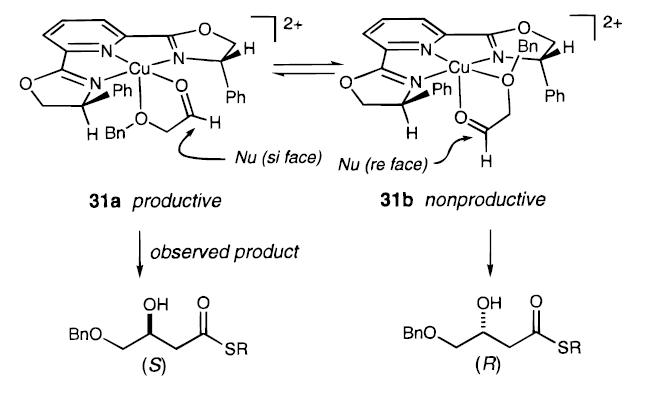 2+
2+
O
O
N
N
H
N
H
N
Bn
O
N
Cu
O
N
Cu
O
Ph
O
Ph
Ph
Ph
O
H
O
H
Bn
O
H
H
Nu (si face)
Nu (re face)
31a productive
31b nonproductive
observed product
OH O
OH O
BnO
SR
BnO
SR
(S)
(R)